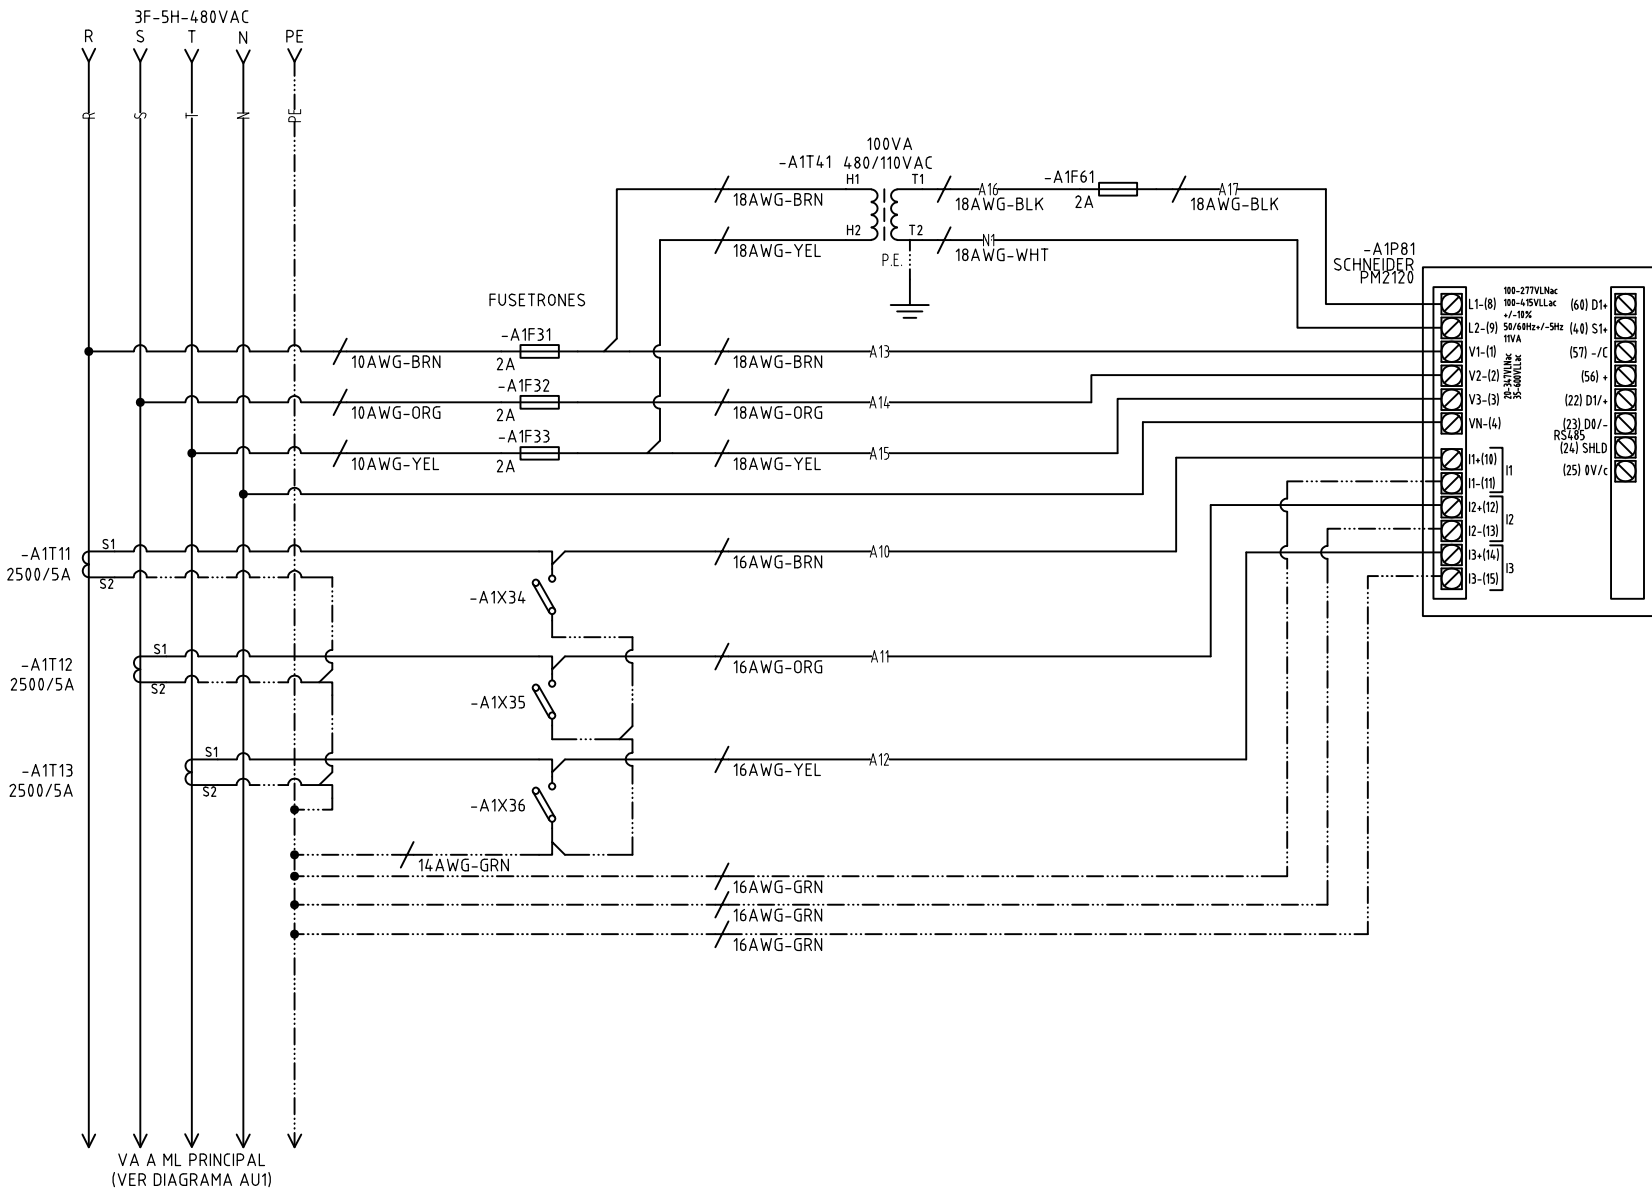 3F-5H-480VAC
R S T N PE
R S T N PE
100VA
-A1T41 480/110VAC
H1 T1
H2 T2
P.E.
18AWG-BRN
18AWG-YEL
A16
18AWG-BLK
-A1F61
2A
A17
18AWG-BLK
N1
18AWG-WHT
FUSETRONES
-A1F31
10AWG-BRN
2A
18AWG-BRN
A13
-A1F32
10AWG-ORG
2A
18AWG-ORG
A14
-A1F33
10AWG-YEL
2A
18AWG-YEL
A15
-A1P81
SCHNEIDER
PM2120
L1-(8)
L2-(9)
V1-(1)
V2-(2)
V3-(3)
VN-(4)
I1+(10)
I1-(11)
I1
I2+(12)
I2-(13)
I2
I3+(14)
I3-(15)
I3
100-277VLNac
100-415VLLac
+/-10%
50/60Hz+/-5Hz
11VA
20-347VLNac
35-600VLLac
(60) D1+
(40) S1+
(57) -/C
(56) +
(22) D1/+
(23) D0/-
RS485
(24) SHLD
(25) 0V/c
-A1T11
2500/5A
S1
S2
-A1X34
16AWG-BRN
A10
-A1T12
2500/5A
S1
S2
-A1X35
16AWG-ORG
A11
-A1T13
2500/5A
S1
S2
-A1X36
16AWG-YEL
A12
14AWG-GRN
16AWG-GRN
16AWG-GRN
16AWG-GRN
VA A ML PRINCIPAL
(VER DIAGRAMA AU1)